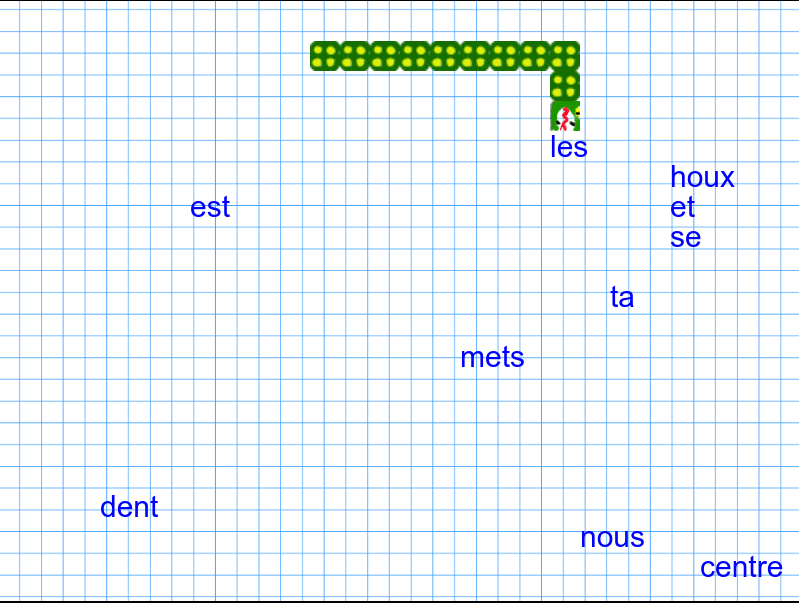 les
houx
est
et
se
ta
mets
dent
nous
centre